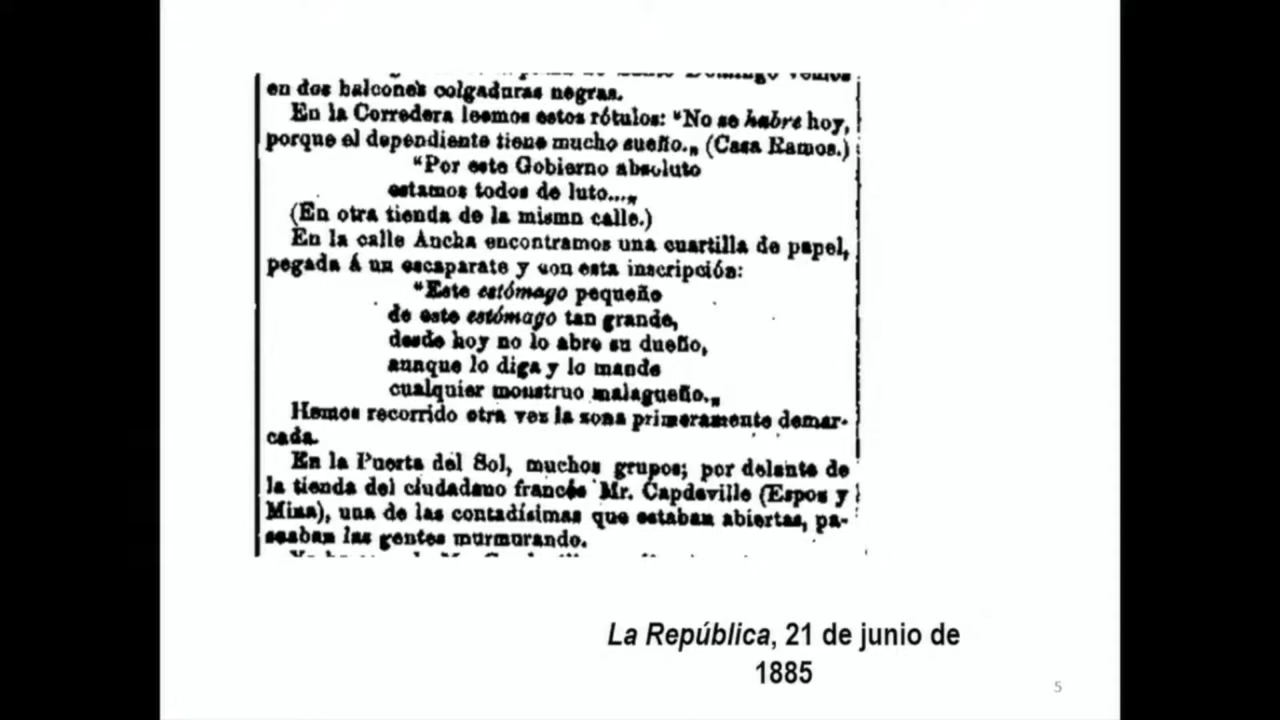 Santo Domingo vemos
en dos balcones colgaduras negras.
En la Corredera leemos estos rótulos: "No se habre hoy,
porque el dependiente tiene mucho sueño.„ (Casa Ramos.)
"Por este Gobierno absoluto
estamos todos de luto...„
(En otra tienda de la misma calle.)
En la calle Ancha encontramos una cuartilla de papel,
pegada á un escaparate y con esta inscripción:
"Este estómago pequeño
de este estómago tan grande,
desde hoy no lo abre su dueño,
aunque lo diga y lo mande
cualquier monstruo malagueño.„
Hemos recorrido otra vez la zona primeramente demar-
cada.
En la Puerta del Sol, muchos grupos; por delante de
la tienda del ciudadano francés Mr. Capdeville (Espoz y
Mina), una de las contadísimas que estaban abiertas, pa-
seaban las gentes murmurando.
La República, 21 de junio de
1885
5